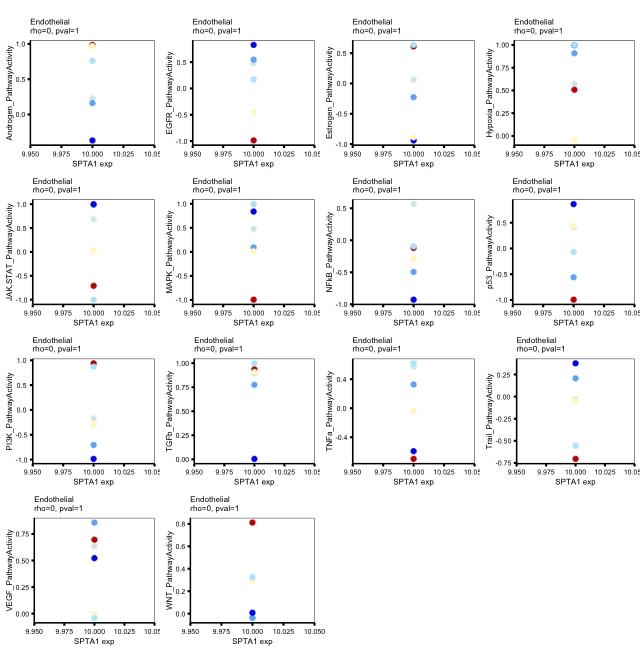 Endothelial
rho=0, pval=1
Androgen_PathwayActivity
1.0
0.5
0.0
9.950 9.975 10.000 10.025 10.05
SPTA1 exp
Endothelial
rho=0, pval=1
EGFR_PathwayActivity
1.0
0.5
0.0
-0.5
-1.0
9.950 9.975 10.000 10.025 10.05
SPTA1 exp
Endothelial
rho=0, pval=1
Estrogen_PathwayActivity
0.5
0.0
-0.5
-1.0
9.950 9.975 10.000 10.025 10.05
SPTA1 exp
Endothelial
rho=0, pval=1
Hypoxia_PathwayActivity
1.00
0.75
0.50
0.25
0.00
9.950 9.975 10.000 10.025 10.05
SPTA1 exp
Endothelial
rho=0, pval=1
JAK.STAT_PathwayActivity
1.0
0.5
0.0
-0.5
-1.0
9.950 9.975 10.000 10.025 10.05
SPTA1 exp
Endothelial
rho=0, pval=1
MAPK_PathwayActivity
1.0
0.5
0.0
-0.5
-1.0
9.950 9.975 10.000 10.025 10.05
SPTA1 exp
Endothelial
rho=0, pval=1
NFkB_PathwayActivity
0.5
0.0
-0.5
-1.0
9.950 9.975 10.000 10.025 10.05
SPTA1 exp
Endothelial
rho=0, pval=1
p53_PathwayActivity
0.5
0.0
-0.5
-1.0
9.950 9.975 10.000 10.025 10.05
SPTA1 exp
Endothelial
rho=0, pval=1
PI3K_PathwayActivity
1.0
0.5
0.0
-0.5
-1.0
9.950 9.975 10.000 10.025 10.05
SPTA1 exp
Endothelial
rho=0, pval=1
TGFb_PathwayActivity
1.00
0.75
0.50
0.25
0.00
9.950 9.975 10.000 10.025 10.05
SPTA1 exp
Endothelial
rho=0, pval=1
TNFa_PathwayActivity
0.4
0.0
-0.4
9.950 9.975 10.000 10.025 10.05
SPTA1 exp
Endothelial
rho=0, pval=1
Trail_PathwayActivity
0.25
0.00
-0.25
-0.50
-0.75
9.950 9.975 10.000 10.025 10.05
SPTA1 exp
Endothelial
rho=0, pval=1
VEGF_PathwayActivity
0.75
0.50
0.25
0.00
9.950 9.975 10.000 10.025 10.05
SPTA1 exp
Endothelial
rho=0, pval=1
WNT_PathwayActivity
0.8
0.6
0.4
0.2
0.0
9.950 9.975 10.000 10.025 10.050
SPTA1 exp